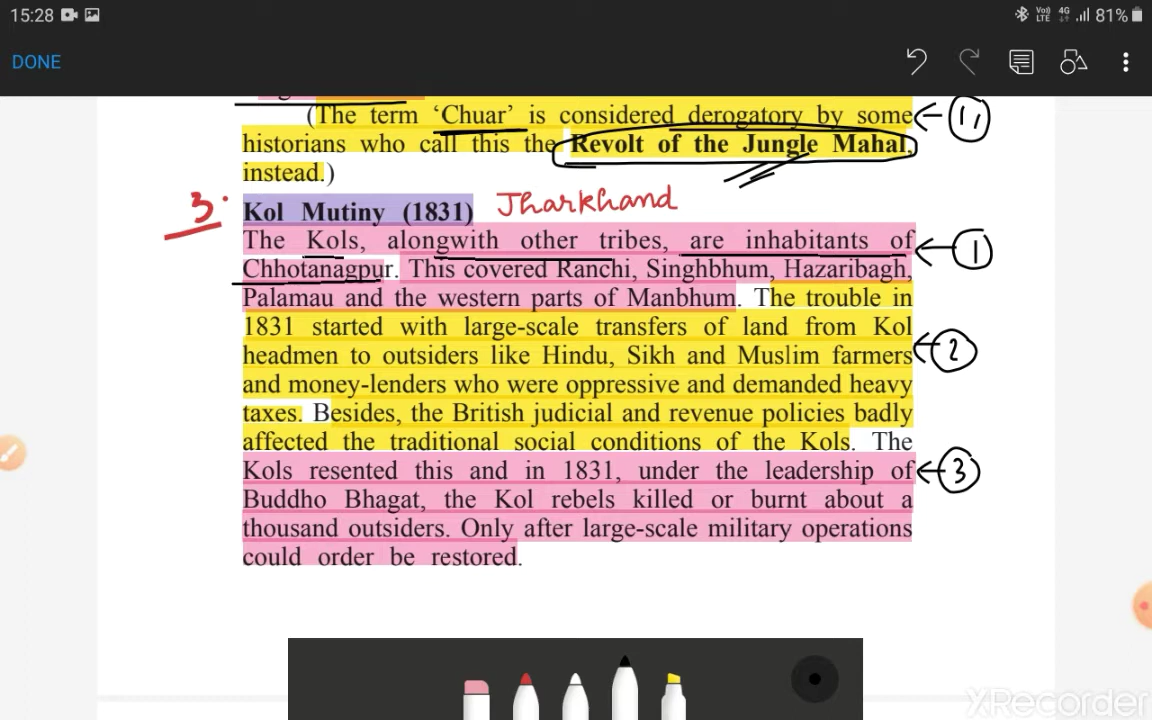 15:28 VoLTE 4G 81%
DONE
(The term ‘Chuar’ is considered derogatory by some ← 11,
historians who call this the Revolt of the Jungle Mahal,
instead.)
3. Kol Mutiny (1831) Jharkhand
The Kols, alongwith other tribes, are inhabitants of ← 1
Chhotanagpur. This covered Ranchi, Singhbhum, Hazaribagh,
Palamau and the western parts of Manbhum. The trouble in
1831 started with large-scale transfers of land from Kol
headmen to outsiders like Hindu, Sikh and Muslim farmers ← 2
and money-lenders who were oppressive and demanded heavy
taxes. Besides, the British judicial and revenue policies badly
affected the traditional social conditions of the Kols. The
Kols resented this and in 1831, under the leadership of ← 3
Buddho Bhagat, the Kol rebels killed or burnt about a
thousand outsiders. Only after large-scale military operations
could order be restored.
XRecorder